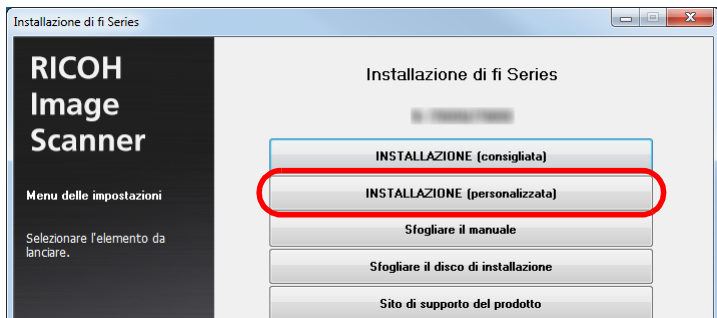 Installazione di fi Series
RICOH
Image
Scanner
Menu delle impostazioni
Selezionare l'elemento da
lanciare.
Installazione di fi Series
INSTALLAZIONE (consigliata)
INSTALLAZIONE (personalizzata)
Sfogliare il manuale
Sfogliare il disco di installazione
Sito di supporto del prodotto